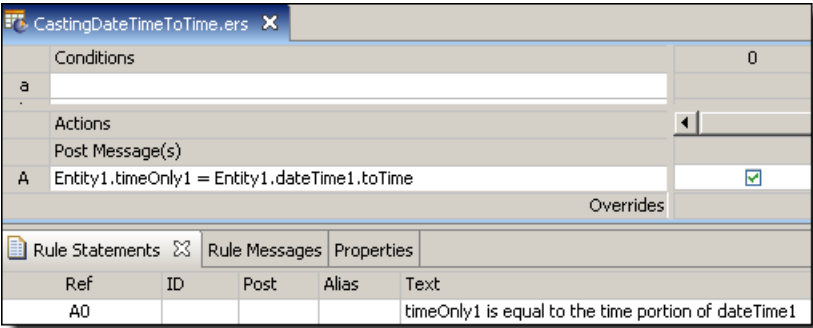 CastingDateTimeToTime.ers
Conditions 0
a
Actions
Post Message(s)
A Entity1.timeOnly1 = Entity1.dateTime1.toTime
Overrides
Rule Statements Rule Messages Properties
Ref ID Post Alias Text
A0 timeOnly1 is equal to the time portion of dateTime1